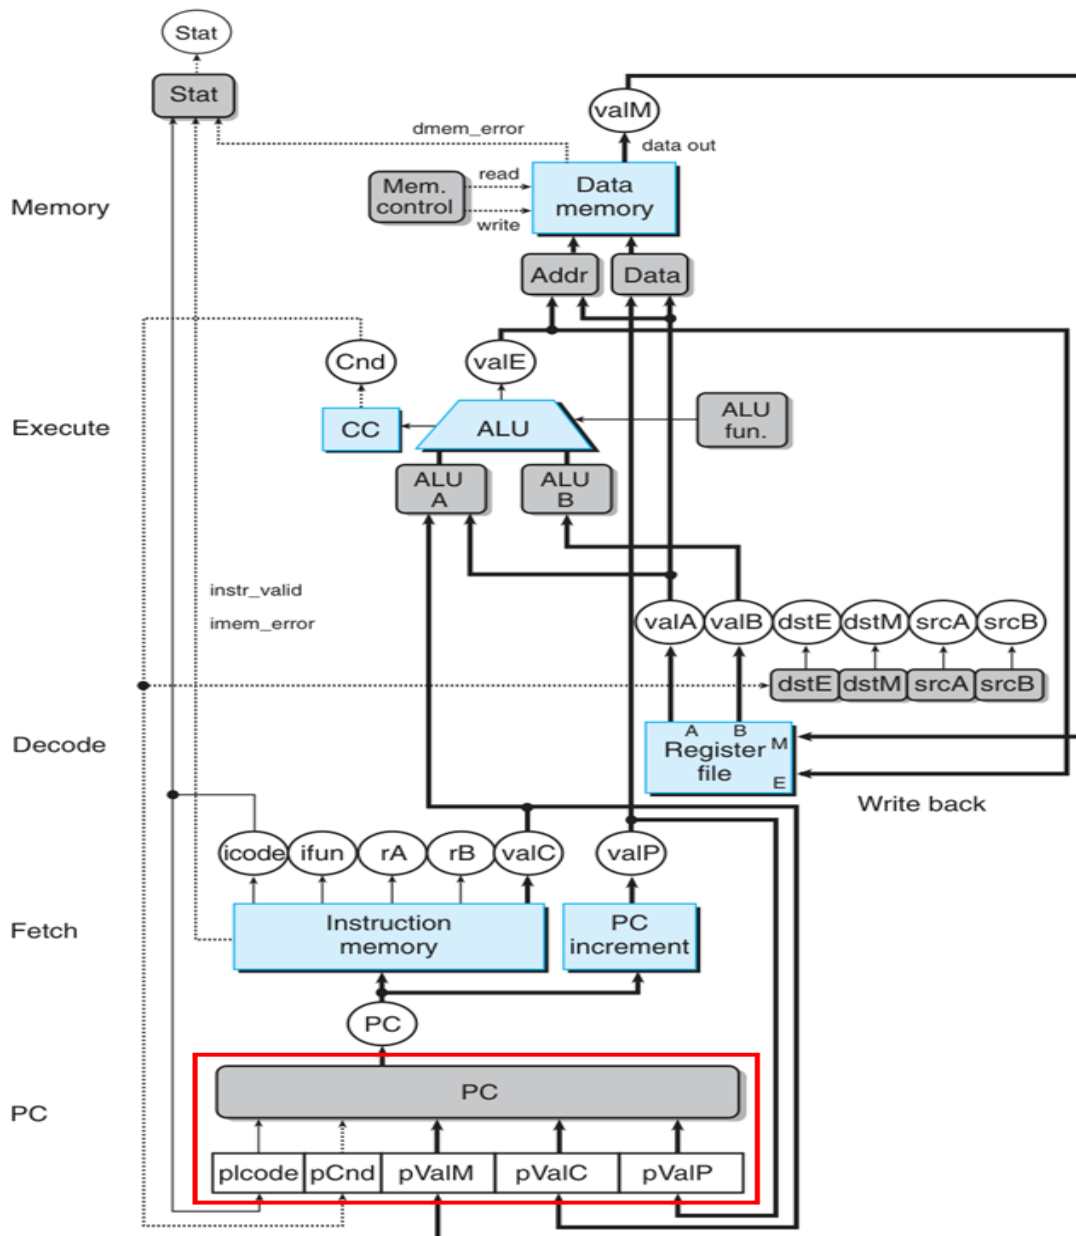 Stat
Stat
valM
dmem_error
data out
read
Mem.
control
write
Data
memory
Memory
Addr
Data
Cnd
valE
CC
ALU
ALU
fun.
Execute
ALU
A
ALU
B
instr_valid
imem_error
valA
valB
dstE
dstM
srcA
srcB
dstE
dstM
srcA
srcB
Decode
A
B
Register
file
M
E
Write back
icode
ifun
rA
rB
valC
valP
Fetch
Instruction
memory
PC
increment
PC
PC
PC
pIcode
pCnd
pValM
pValC
pValP